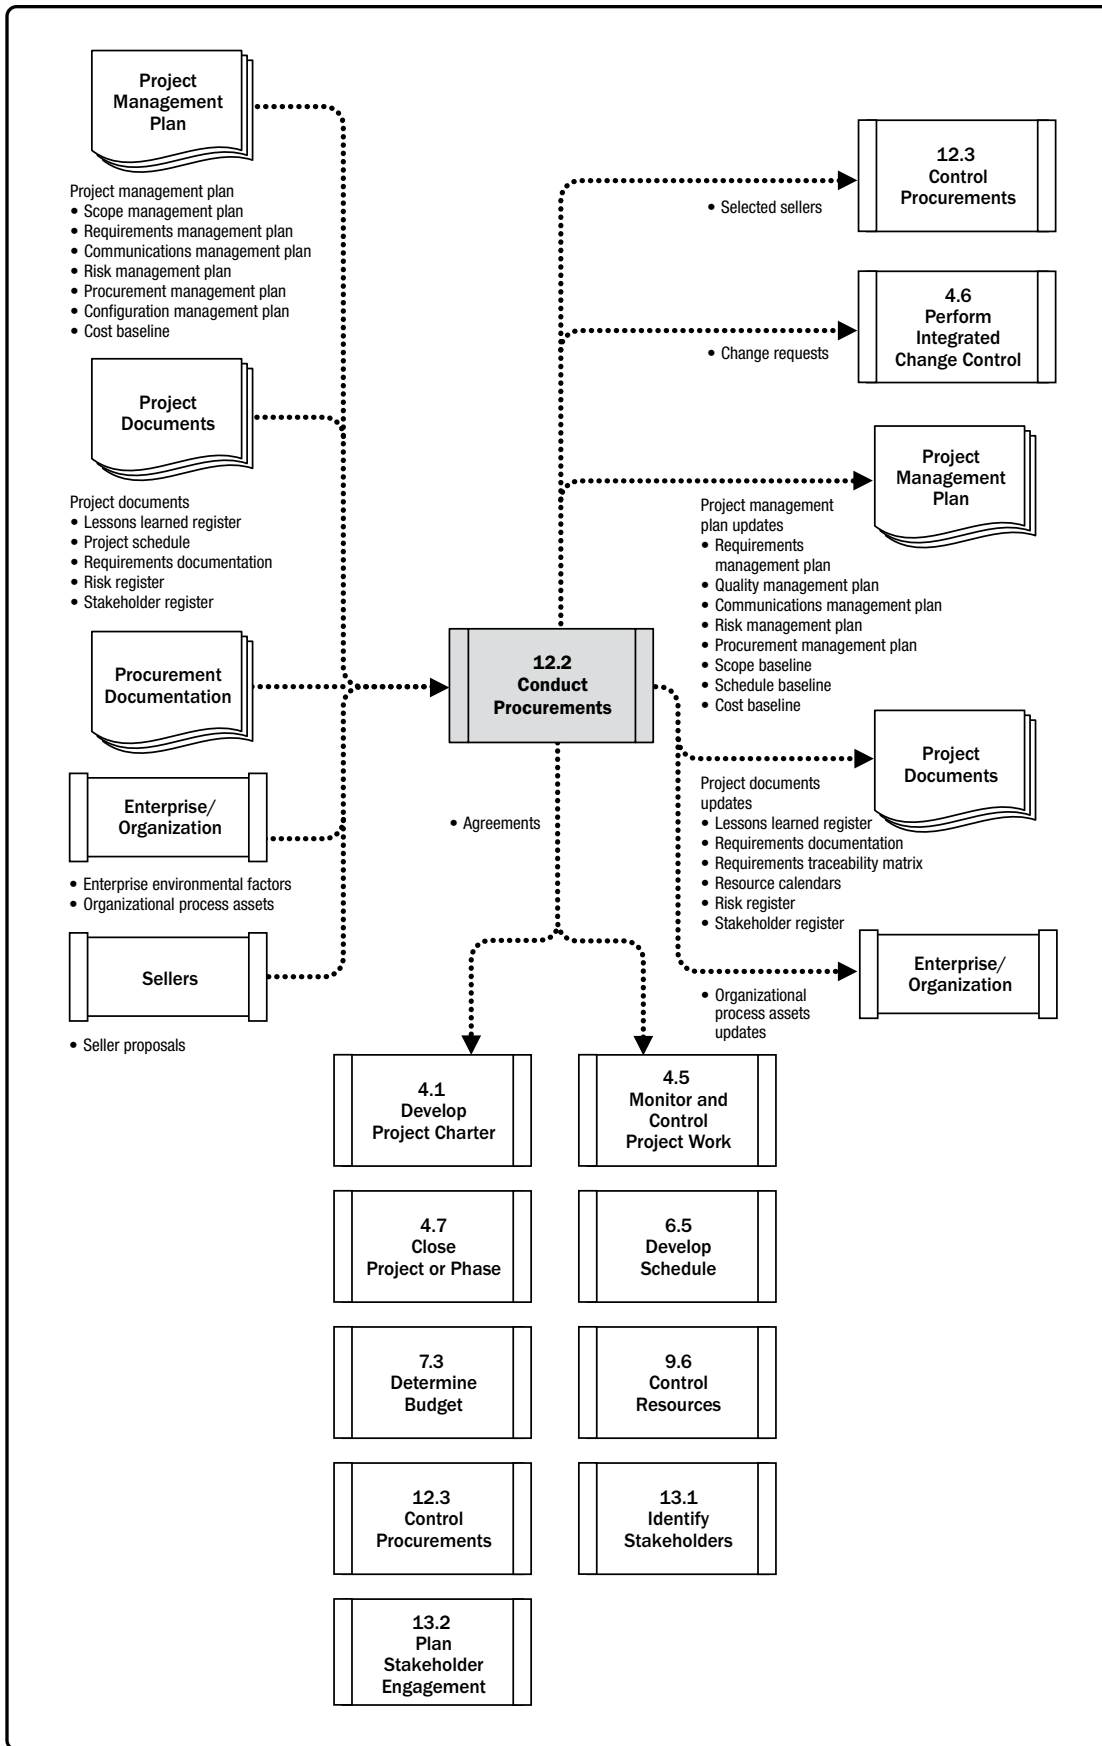 Project
Management
Plan
Project management plan
• Scope management plan
• Requirements management plan
• Communications management plan
• Risk management plan
• Procurement management plan
• Configuration management plan
• Cost baseline
Project
Documents
Project documents
• Lessons learned register
• Project schedule
• Requirements documentation
• Risk register
• Stakeholder register
Procurement
Documentation
Enterprise/
Organization
• Enterprise environmental factors
• Organizational process assets
Sellers
• Seller proposals
12.2
Conduct
Procurements
• Selected sellers
12.3
Control
Procurements
• Change requests
4.6
Perform
Integrated
Change Control
Project
Management
Plan
Project management
plan updates
• Requirements
management plan
• Quality management plan
• Communications management plan
• Risk management plan
• Procurement management plan
• Scope baseline
• Schedule baseline
• Cost baseline
Project
Documents
Project documents
updates
• Lessons learned register
• Requirements documentation
• Requirements traceability matrix
• Resource calendars
• Risk register
• Stakeholder register
Enterprise/
Organization
• Organizational
process assets
updates
• Agreements
4.1
Develop
Project Charter
4.5
Monitor and
Control
Project Work
4.7
Close
Project or Phase
6.5
Develop
Schedule
7.3
Determine
Budget
9.6
Control
Resources
12.3
Control
Procurements
13.1
Identify
Stakeholders
13.2
Plan
Stakeholder
Engagement